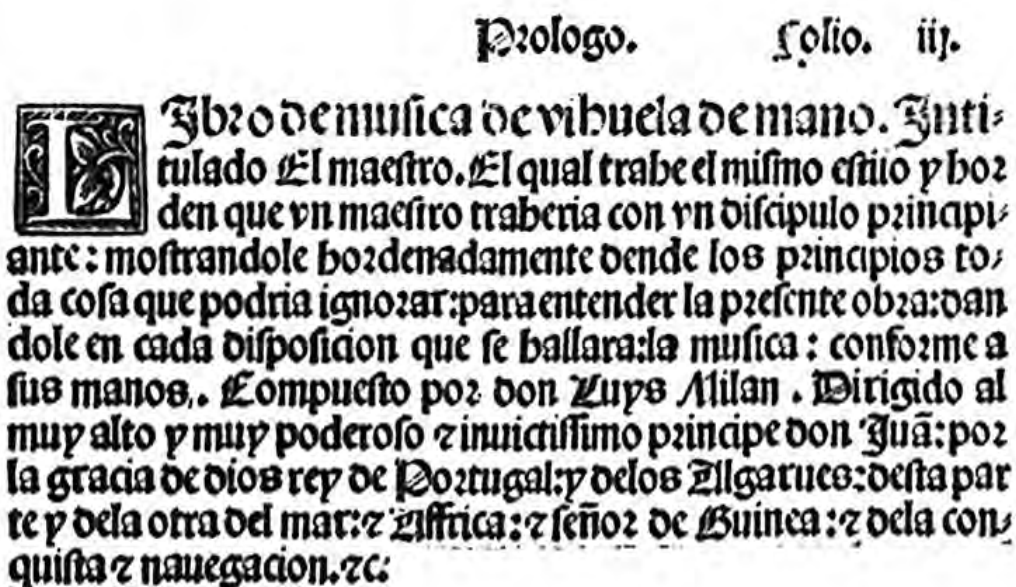 Prologo. Folio. iij.
LIbro de musica de vihuela de mano. Inti⸗
tulado El maestro. El qual trahe el mismo estilo y hor
den que vn maestro traheria con vn discipulo principi⸗
ante: mostrandole hordenadamente dende los principios to⸗
da cosa que podria ignorar: para entender la presente obra: dan
dole en cada disposicion que se hallara: la musica: conforme a
sus manos. Compuesto por don Luys Milan. Dirigido al
muy alto y muy poderoso ⁊ inuictissimo principe don Juã: por
la gracia de dios rey de Portugal: y delos Algarues: desta par
te y dela otra del mar: ⁊ Affrica: ⁊ señor de Guinea: ⁊ dela con⸗
quista ⁊ nauegacion. ⁊c.